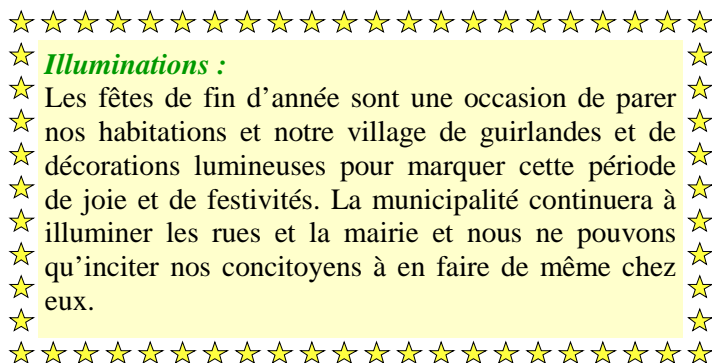 Illuminations :
Les fêtes de fin d’année sont une occasion de parer
nos habitations et notre village de guirlandes et de
décorations lumineuses pour marquer cette période
de joie et de festivités. La municipalité continuera à
illuminer les rues et la mairie et nous ne pouvons
qu’inciter nos concitoyens à en faire de même chez
eux.